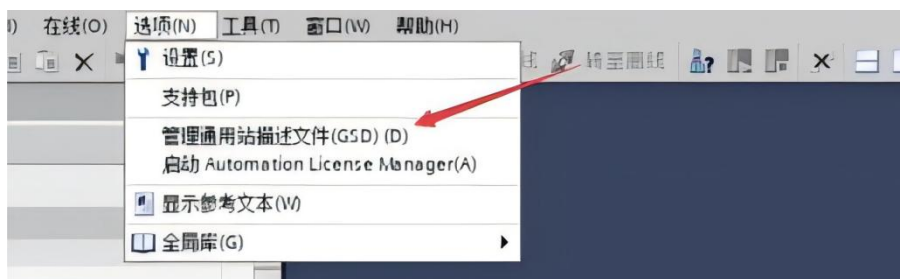 在线(O) 选项(N) 工具(T) 窗口(W) 帮助(H)
设置(S)
支持包(P)
管理通用站描述文件(GSD) (D)
启动 Automation License Manager(A)
显示参考文本(W)
全局库(G)